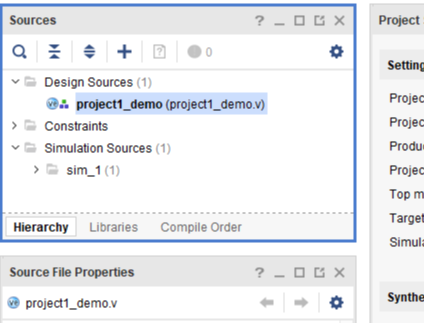 Sources
? _
0
Design Sources (1)
project1_demo (project1_demo.v)
Constraints
Simulation Sources (1)
sim_1 (1)
Hierarchy Libraries Compile Order
Source File Properties
? _
project1_demo.v
Project
Setting
Projec
Projec
Produc
Projec
Top m
Target
Simula
Synthe